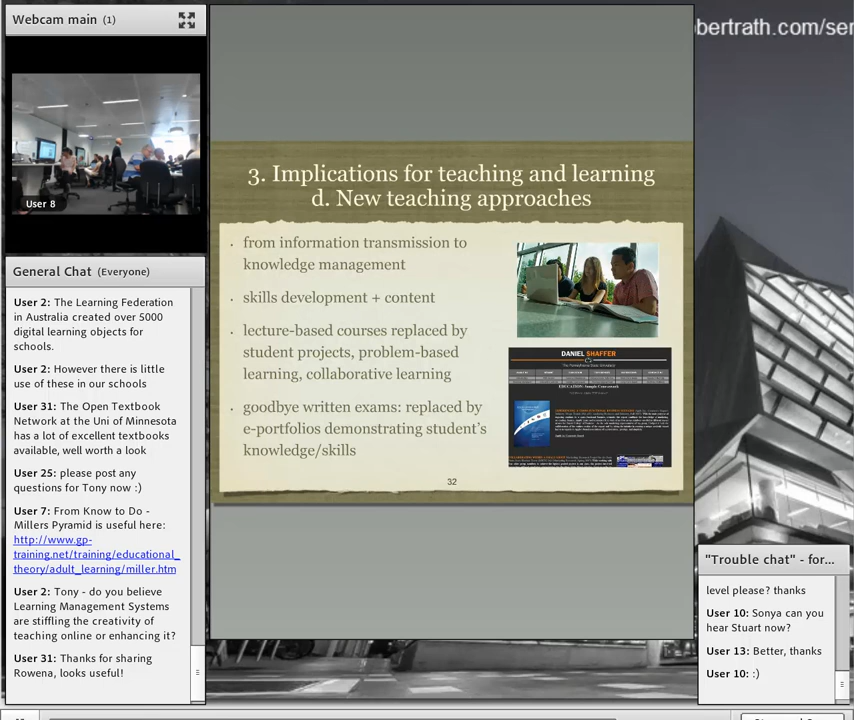 Webcam main (1)
User 8
General Chat (Everyone)
User 2: The Learning Federation
in Australia created over 5000
digital learning objects for
schools.
User 2: However there is little
use of these in our schools
User 31: The Open Textbook
Network at the Uni of Minnesota
has a lot of excellent textbooks
available, well worth a look
User 25: please post any
questions for Tony now :)
User 7: From Know to Do -
Millers Pyramid is useful here:
http://www.gp-
training.net/training/educational_
theory/adult_learning/miller.htm
User 2: Tony - do you believe
Learning Management Systems
are stiffling the creativity of
teaching online or enhancing it?
User 31: Thanks for sharing
Rowena, looks useful!
3. Implications for teaching and learning
d. New teaching approaches
· from information transmission to
knowledge management
· skills development + content
· lecture-based courses replaced by
student projects, problem-based
learning, collaborative learning
· goodbye written exams: replaced by
e-portfolios demonstrating student's
knowledge/skills
DANIEL SHAFFER
32
bertrath.com/ser
"Trouble chat" - for...
level please? thanks
User 10: Sonya can you
hear Stuart now?
User 13: Better, thanks
User 10: :)